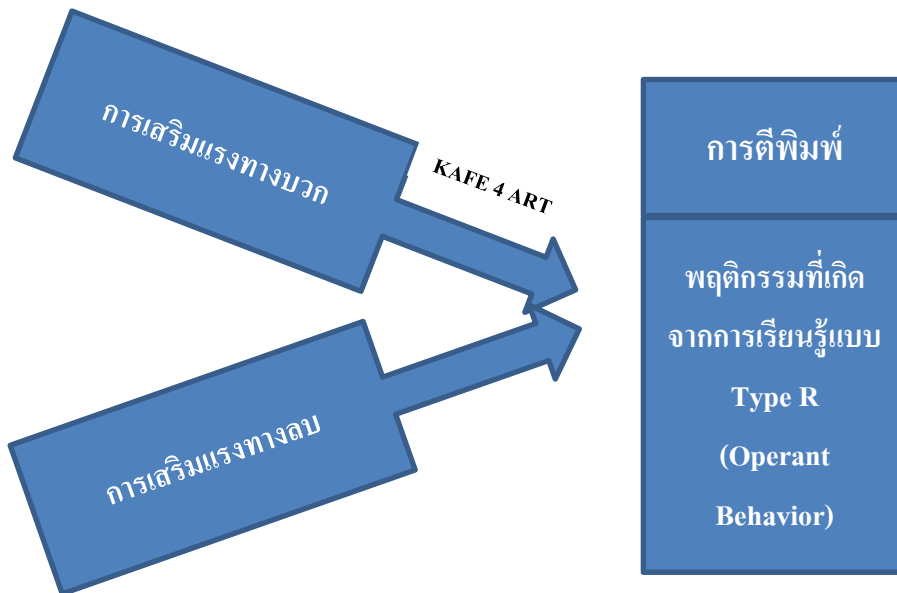 การเสริมแรงทางบวก
KAFE 4 ART
การเสริมแรงทางลบ
การตีพิมพ์
พฤติกรรมที่เกิด
จากการเรียนรู้แบบ
Type R
(Operant
Behavior)